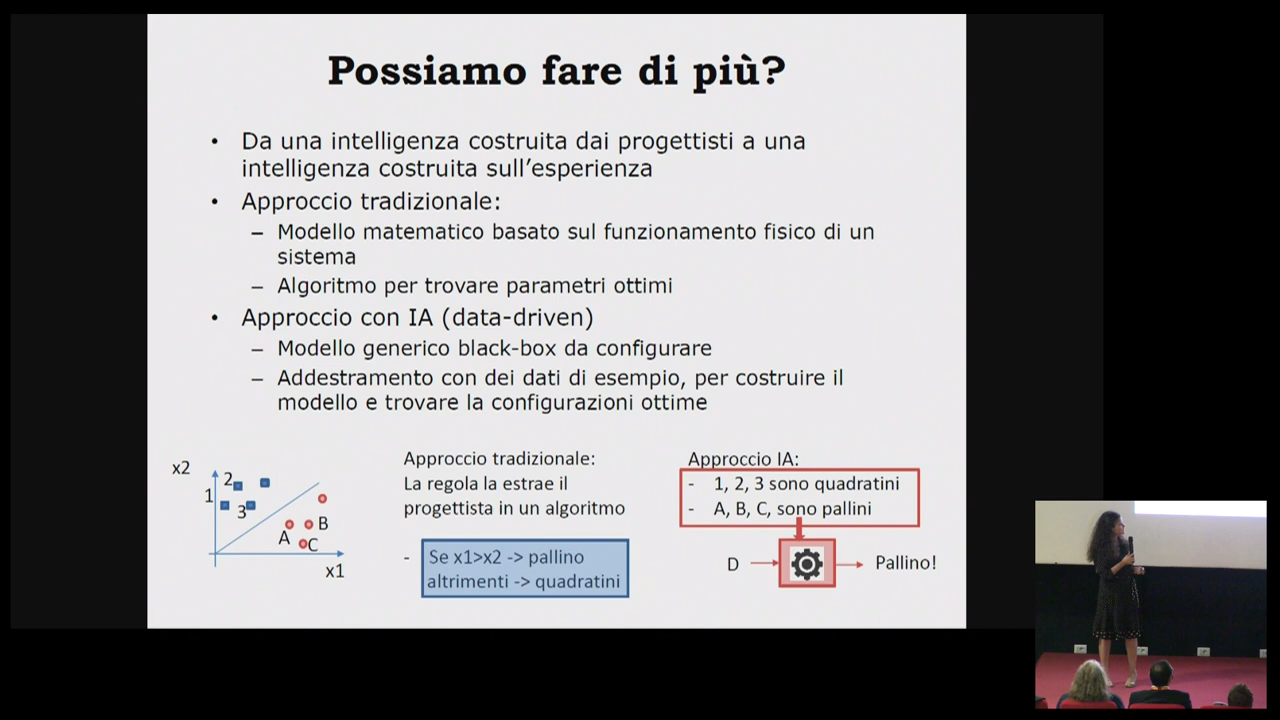 Possiamo fare di più?
• Da una intelligenza costruita dai progettisti a una
intelligenza costruita sull’esperienza
• Approccio tradizionale:
– Modello matematico basato sul funzionamento fisico di un
sistema
– Algoritmo per trovare parametri ottimi
• Approccio con IA (data-driven)
– Modello generico black-box da configurare
– Addestramento con dei dati di esempio, per costruire il
modello e trovare la configurazioni ottime
x2
2
1
3
A
B
C
x1
Approccio tradizionale:
La regola la estrae il
progettista in un algoritmo
- Se x1>x2 -> pallino
altrimenti -> quadratini
Approccio IA:
- 1, 2, 3 sono quadratini
- A, B, C, sono pallini
D
Pallino!